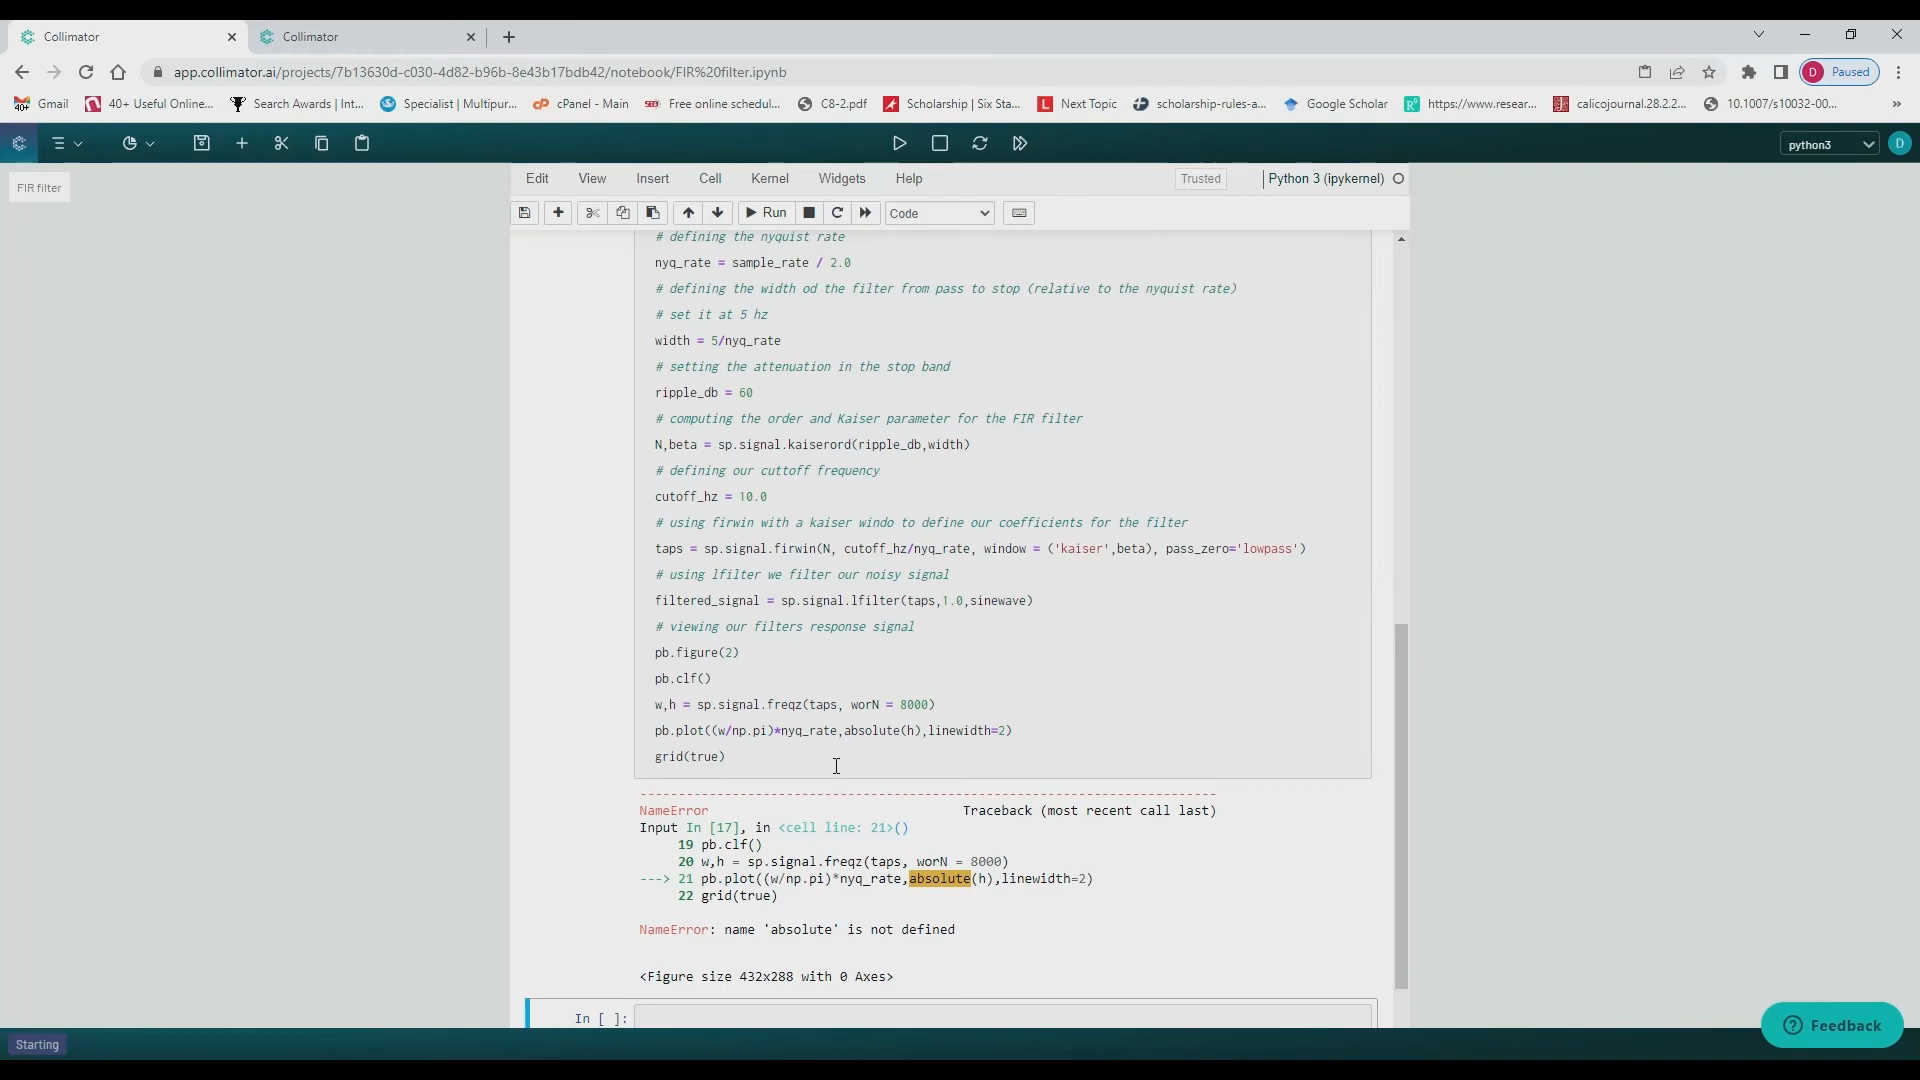 Collimator
Collimator
app.collimator.ai/projects/7b13630d-c030-4d82-b96b-8e43b17bdb42/notebook/FIR%20filter.ipynb
D Paused
40+ Gmail
40+ Useful Online...
Search Awards | Int...
Specialist | Multipur...
cPanel - Main
Free online schedul...
C8-2.pdf
Scholarship | Six Sta...
Next Topic
scholarship-rules-a...
Google Scholar
https://www.resear...
calicojournal.28.2.2...
10.1007/s10032-00...
python3
D
FIR filter
Edit View Insert Cell Kernel Widgets Help
Trusted
Python 3 (ipykernel)
Run
Code
# defining the nyquist rate
nyq_rate = sample_rate / 2.0
# defining the width od the filter from pass to stop (relative to the nyquist rate)
# set it at 5 hz
width = 5/nyq_rate
# setting the attenuation in the stop band
ripple_db = 60
# computing the order and Kaiser parameter for the FIR filter
N,beta = sp.signal.kaiserord(ripple_db,width)
# defining our cuttoff frequency
cutoff_hz = 10.0
# using firwin with a kaiser windo to define our coefficients for the filter
taps = sp.signal.firwin(N, cutoff_hz/nyq_rate, window = ('kaiser',beta), pass_zero='lowpass')
# using lfilter we filter our noisy signal
filtered_signal = sp.signal.lfilter(taps,1.0,sinewave)
# viewing our filters response signal
pb.figure(2)
pb.clf()
w,h = sp.signal.freqz(taps, worN = 8000)
pb.plot((w/np.pi)*nyq_rate,absolute(h),linewidth=2)
grid(true)
---------------------------------------------------------------------------
NameError Traceback (most recent call last)
Input In [17], in <cell line: 21>()
19 pb.clf()
20 w,h = sp.signal.freqz(taps, worN = 8000)
---> 21 pb.plot((w/np.pi)*nyq_rate,absolute(h),linewidth=2)
22 grid(true)
NameError: name 'absolute' is not defined
<Figure size 432x288 with 0 Axes>
In [ ]:
Starting
Feedback